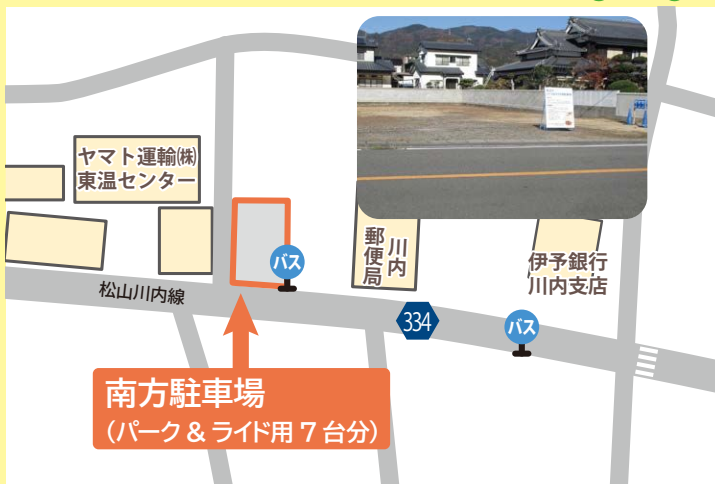 ヤマト運輸㈱
東温センター
バス
川内
郵便局
伊予銀行
川内支店
松山川内線
334
バス
南方駐車場
(パーク & ライド用 7 台分)